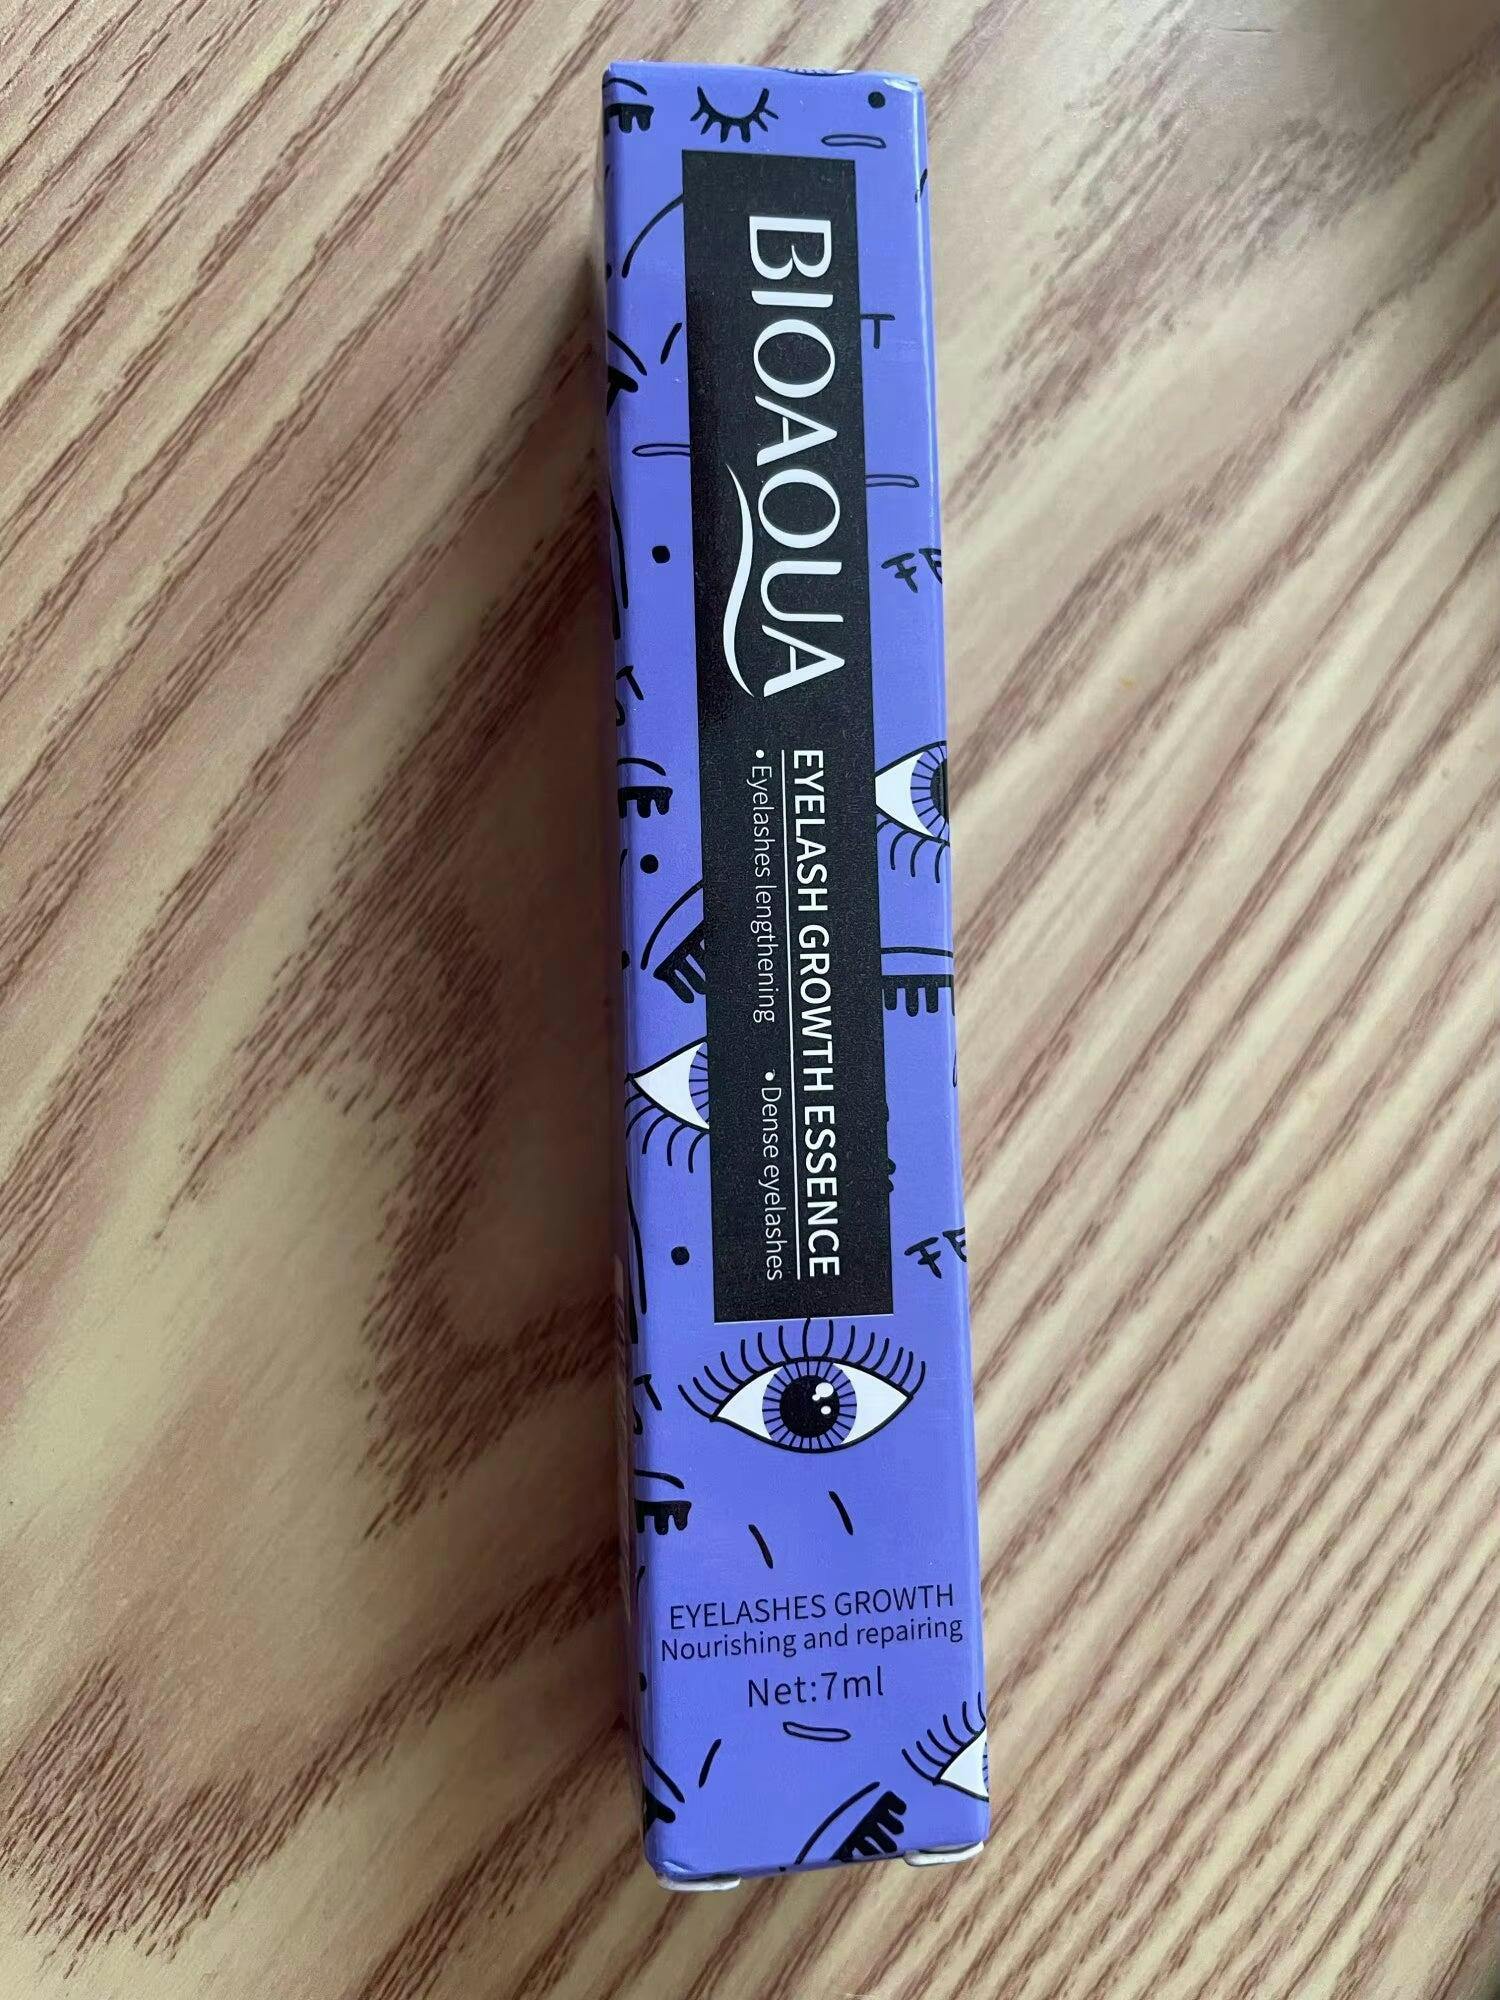 BIOAQUA
EYELASH GROWTH ESSENCE
•Eyelashes lengthening •Dense eyelashes
EYELASHES GROWTH
Nourishing and repairing
Net:7ml